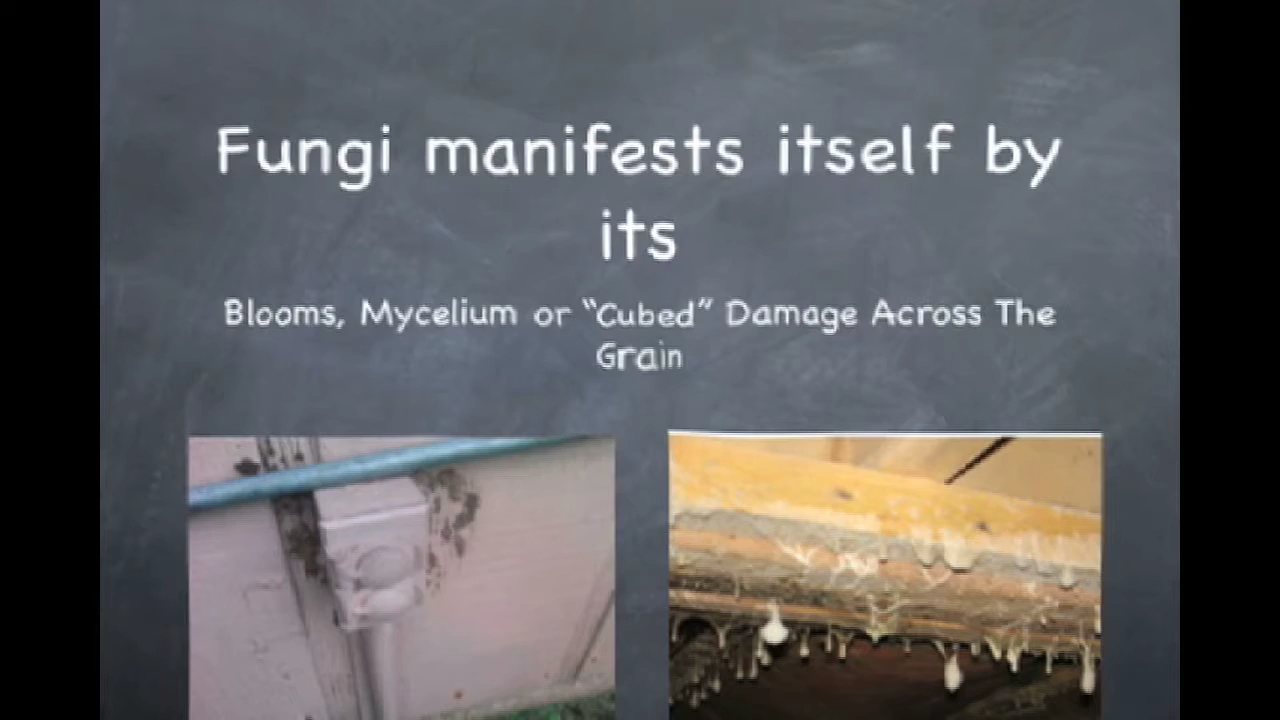 Fungi manifests itself by
its
Blooms, Mycelium or “Cubed” Damage Across The
Grain